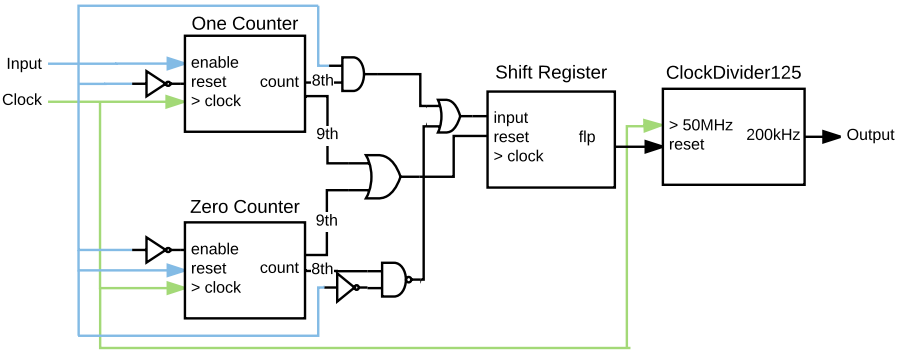 One Counter
Input
enable
reset
> clock
count
8th
9th
Clock
Shift Register
input
reset
> clock
flp
ClockDivider125
> 50MHz
reset
200kHz
Output
Zero Counter
9th
enable
reset
> clock
count
8th